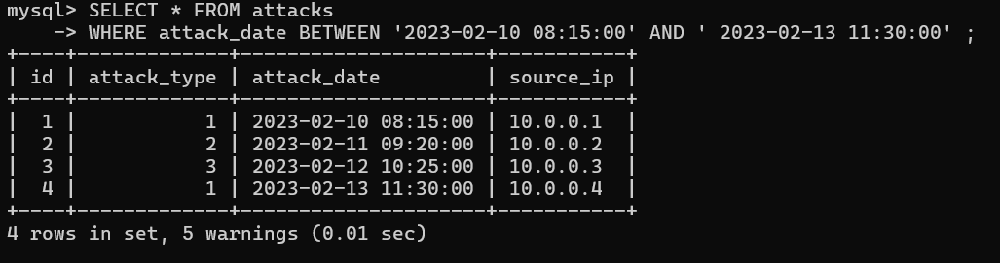 mysql> SELECT * FROM attacks
    -> WHERE attack_date BETWEEN '2023-02-10 08:15:00' AND ' 2023-02-13 11:30:00' ;
+----+-------------+---------------------+-----------+
| id | attack_type | attack_date         | source_ip |
+----+-------------+---------------------+-----------+
|  1 |           1 | 2023-02-10 08:15:00 | 10.0.0.1  |
|  2 |           2 | 2023-02-11 09:20:00 | 10.0.0.2  |
|  3 |           3 | 2023-02-12 10:25:00 | 10.0.0.3  |
|  4 |           1 | 2023-02-13 11:30:00 | 10.0.0.4  |
+----+-------------+---------------------+-----------+
4 rows in set, 5 warnings (0.01 sec)